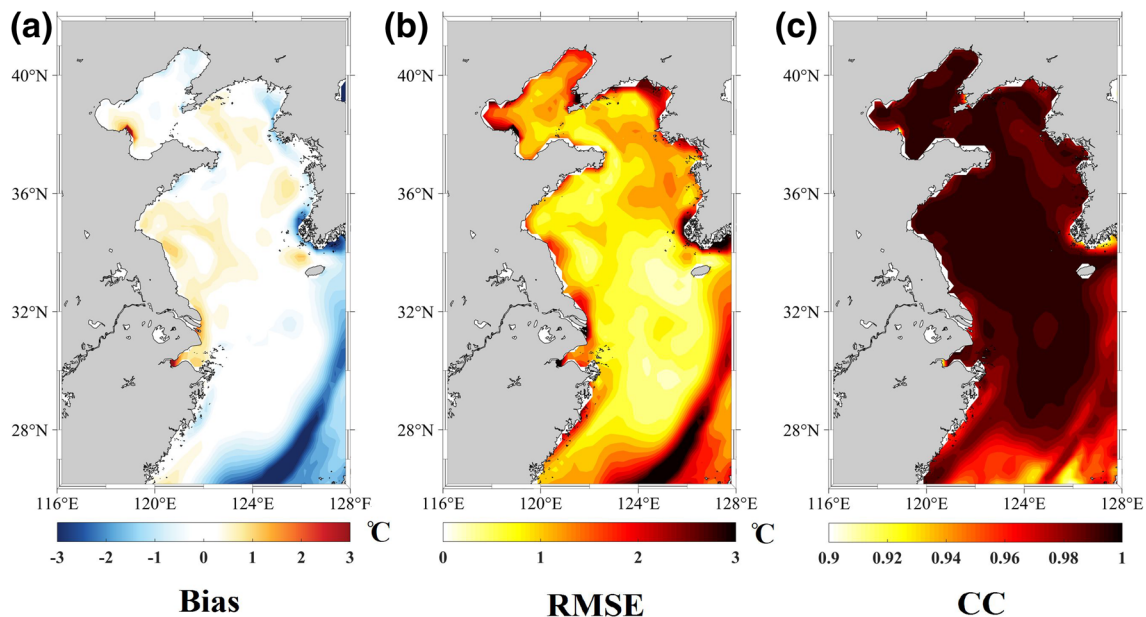 (a)
(b)
(c)
40°N
36°N
32°N
28°N
116°E
120°E
124°E
128°E
40°N
36°N
32°N
28°N
116°E
120°E
124°E
128°E
40°N
36°N
32°N
28°N
116°E
120°E
124°E
128°E
-3 -2 -1 0 1 2 3 °C
0 1 2 3 °C
0.9 0.92 0.94 0.96 0.98 1
Bias
RMSE
CC